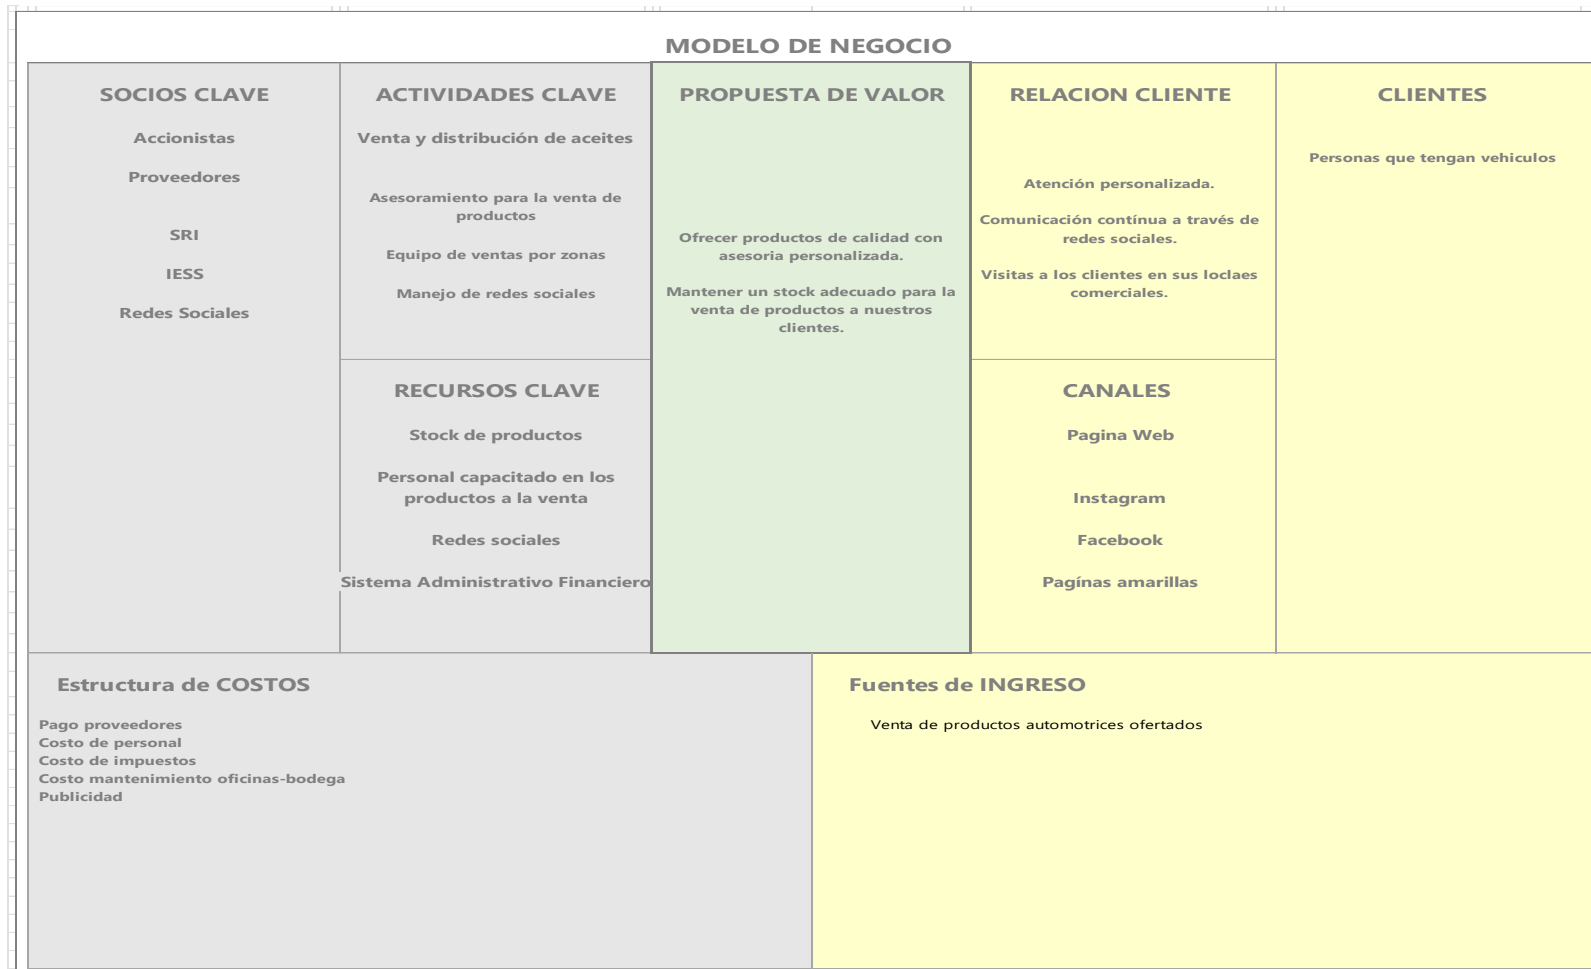 MODELO DE NEGOCIO
SOCIOS CLAVE
Accionistas
Proveedores
SRI
IESS
Redes Sociales
ACTIVIDADES CLAVE
Venta y distribución de aceites
Asesoramiento para la venta de
productos
Equipo de ventas por zonas
Manejo de redes sociales
RECURSOS CLAVE
Stock de productos
Personal capacitado en los
productos a la venta
Redes sociales
Sistema Administrativo Financiero
PROPUESTA DE VALOR
Ofrecer productos de calidad con
asesoria personalizada.
Mantener un stock adecuado para la
venta de productos a nuestros
clientes.
RELACION CLIENTE
Atención personalizada.
Comunicación contínua a través de
redes sociales.
Visitas a los clientes en sus loclaes
comerciales.
CANALES
Pagina Web
Instagram
Facebook
Pagínas amarillas
CLIENTES
Personas que tengan vehiculos
Estructura de COSTOS
Pago proveedores
Costo de personal
Costo de impuestos
Costo mantenimiento oficinas-bodega
Publicidad
Fuentes de INGRESO
Venta de productos automotrices ofertados